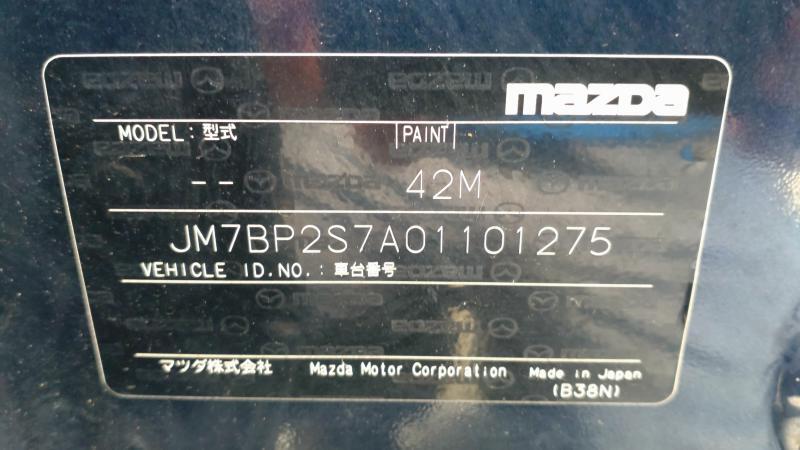 mazda
MODEL: 型式 PAINT
-- 42M
JM7BP2S7A01101275
VEHICLE ID.NO.: 車台番号
マツダ株式会社 Mazda Motor Corporation Made in Japan
(B38N)